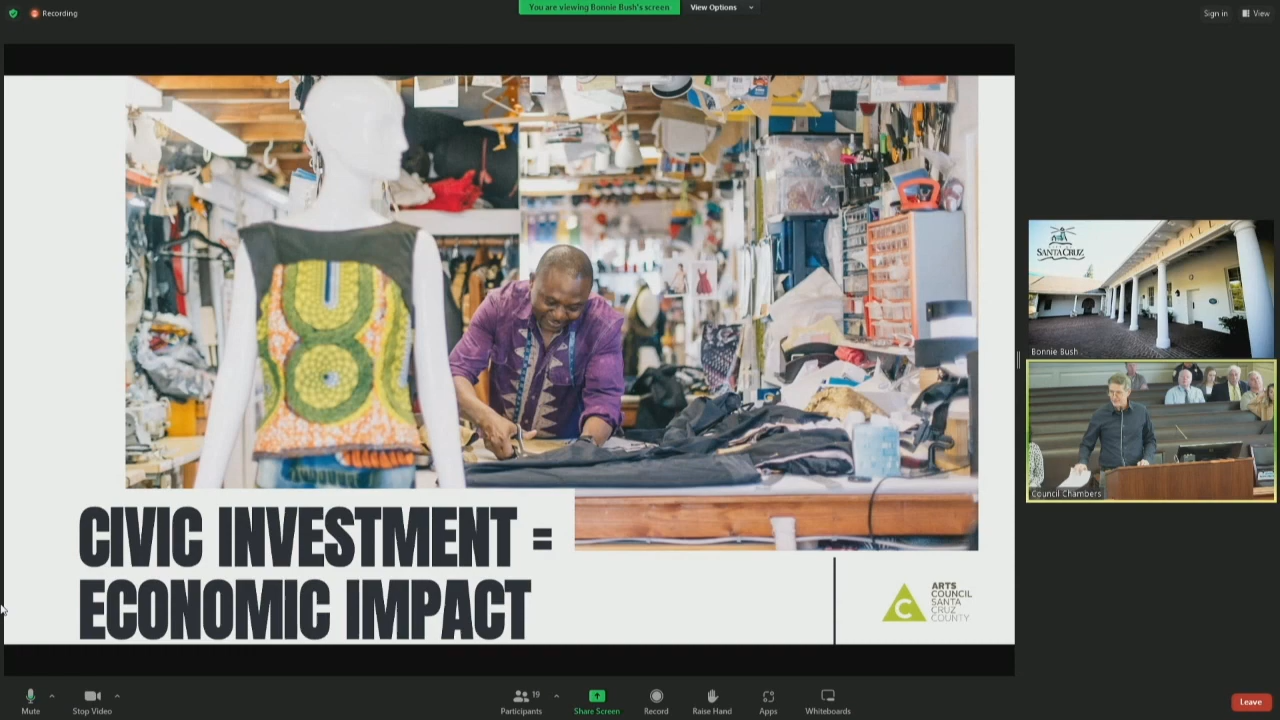 Recording
You are viewing Bonnie Bush's screen
View Options
Sign in
View
CIVIC INVESTMENT =
ECONOMIC IMPACT
C
ARTS
COUNCIL
SANTA
CRUZ
COUNTY
SANTA CRUZ
HALL
Bonnie Bush
Council Chambers
Mute
Stop Video
Participants
19
Share Screen
Record
Raise Hand
Apps
Whiteboards
Leave